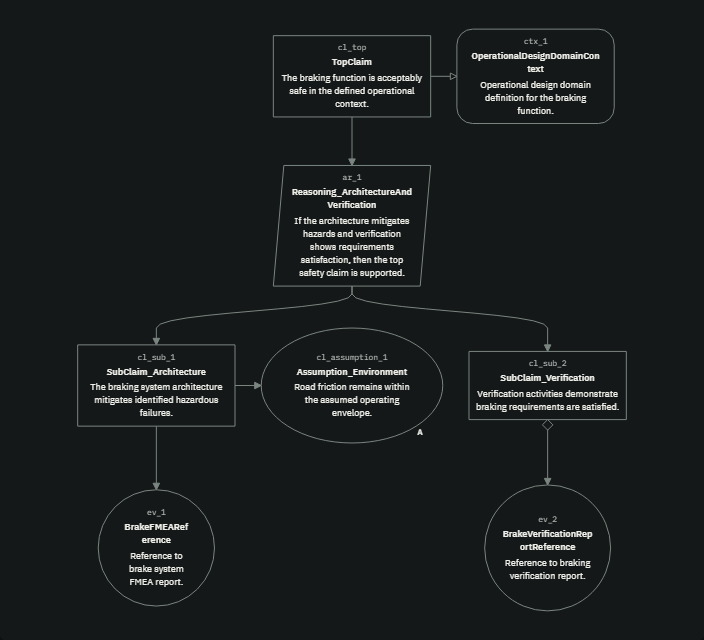 cl_top
TopClaim
The braking function is acceptably
safe in the defined operational
context.
ctx_1
OperationalDesignDomainCon
text
Operational design domain
definition for the braking
function.
ar_1
Reasoning_ArchitectureAnd
Verification
If the architecture mitigates
hazards and verification
shows requirements
satisfaction, then the top
safety claim is supported.
cl_sub_1
SubClaim_Architecture
The braking system architecture
mitigates identified hazardous
failures.
cl_assumption_1
Assumption_Environment
Road friction remains within
the assumed operating
envelope.
A
cl_sub_2
SubClaim_Verification
Verification activities demonstrate
braking requirements are satisfied.
ev_1
BrakeFMEARef
erence
Reference to
brake system
FMEA report.
ev_2
BrakeVerificationRep
ortReference
Reference to braking
verification report.